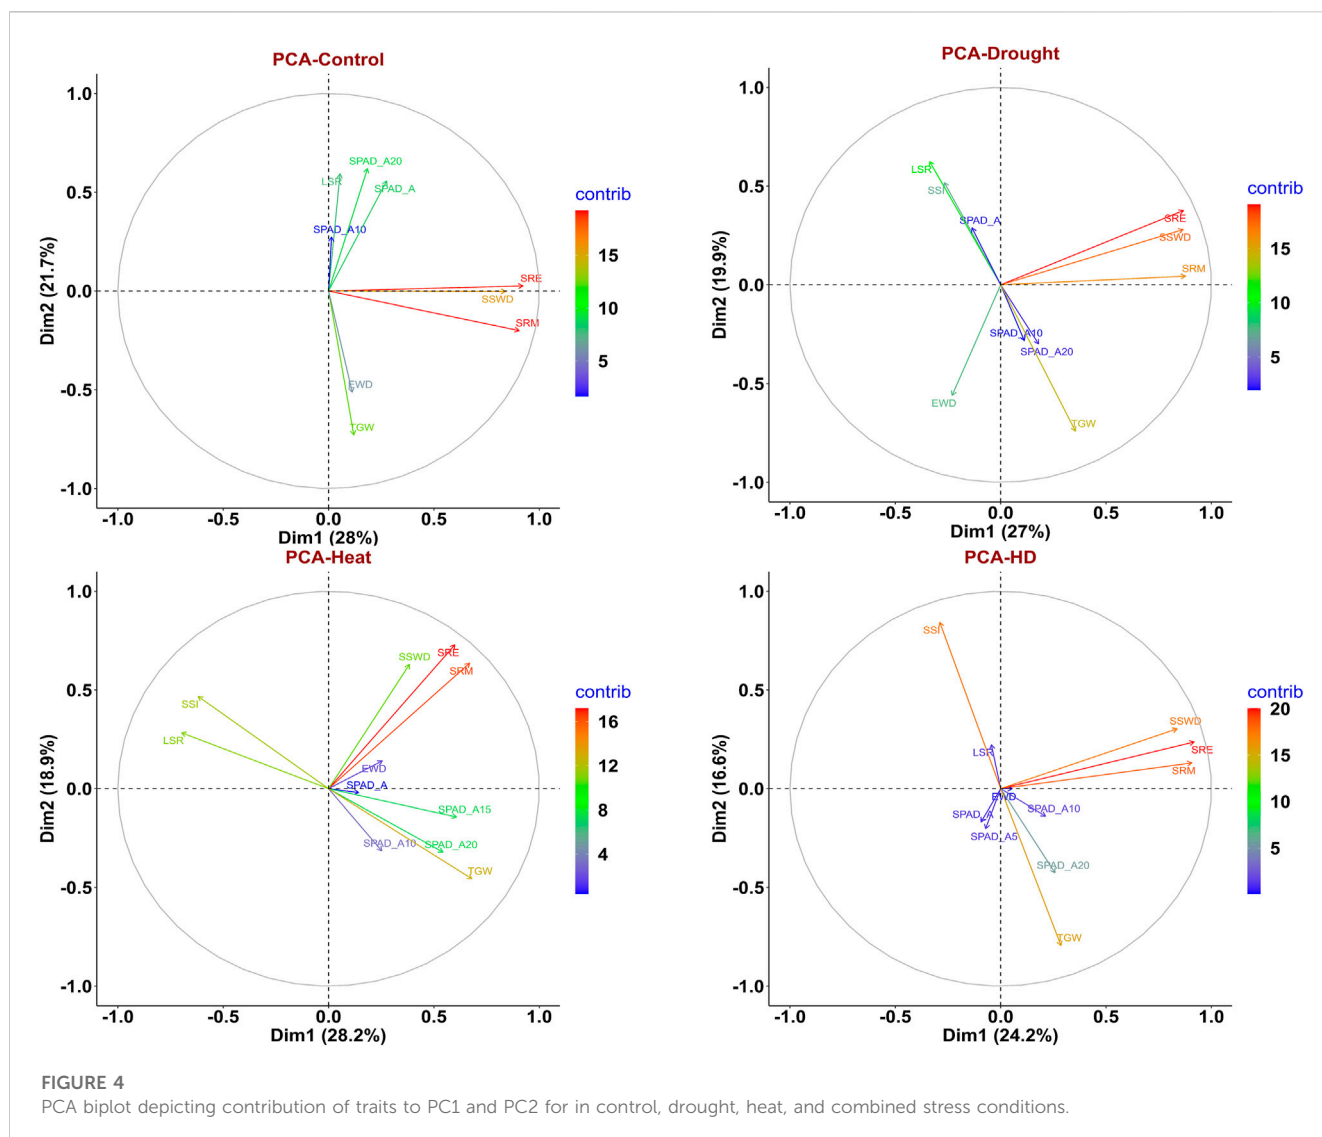 PCA-Control
1.0
0.5
0.0
-0.5
-1.0
Dim2 (21.7%)
SPAD_A20
LSR
SPAD_A
SPAD_A10
SRE
SSWD
SRM
EWD
TGW
-1.0 -0.5 0.0 0.5 1.0
Dim1 (28%)
contrib
15
10
5
PCA-Drought
1.0
0.5
0.0
-0.5
-1.0
Dim2 (19.9%)
LSR
SSI
SPAD_A
SRE
SSWD
SRM
SPAD_A10
SPAD_A20
EWD
TGW
-1.0 -0.5 0.0 0.5 1.0
Dim1 (27%)
contrib
15
10
5
PCA-Heat
1.0
0.5
0.0
-0.5
-1.0
Dim2 (18.9%)
SSWD
SRE
SRM
SSI
LSR
EWD
SPAD_A
SPAD_A15
SPAD_A10
SPAD_A20
TGW
-1.0 -0.5 0.0 0.5 1.0
Dim1 (28.2%)
contrib
16
12
8
4
PCA-HD
1.0
0.5
0.0
-0.5
-1.0
Dim2 (16.6%)
SSI
SSWD
LSR
SRE
SRM
EWD
SPAD_A10
SPAD_A
SPAD_A5
SPAD_A20
TGW
-1.0 -0.5 0.0 0.5 1.0
Dim1 (24.2%)
contrib
20
15
10
5
FIGURE 4
PCA biplot depicting contribution of traits to PC1 and PC2 for in control, drought, heat, and combined stress conditions.